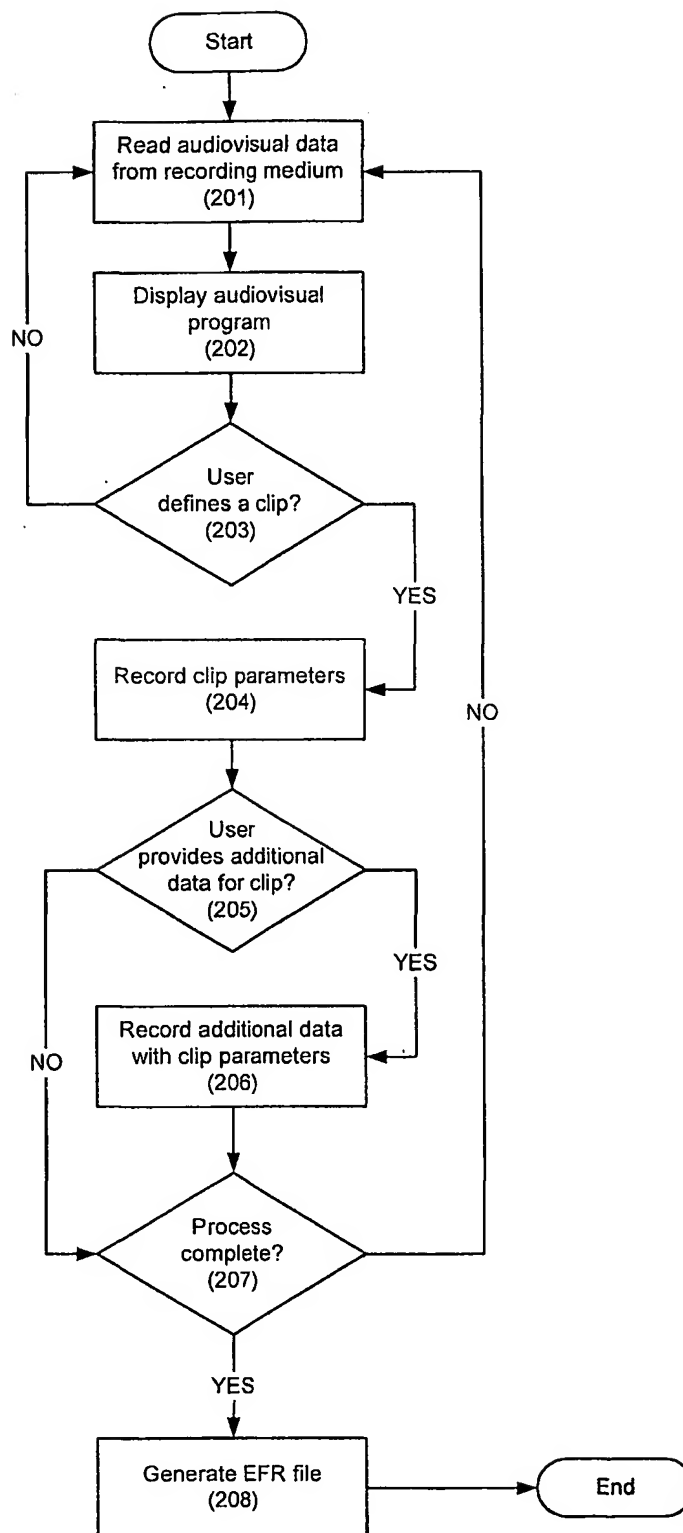 Start
Read audiovisual data
from recording medium
(201)
Display audiovisual
program
(202)
NO
User
defines a clip?
(203)
YES
Record clip parameters
(204)
NO
User
provides additional
data for clip?
(205)
YES
Record additional data
with clip parameters
(206)
NO
Process
complete?
(207)
YES
Generate EFR file
(208)
End